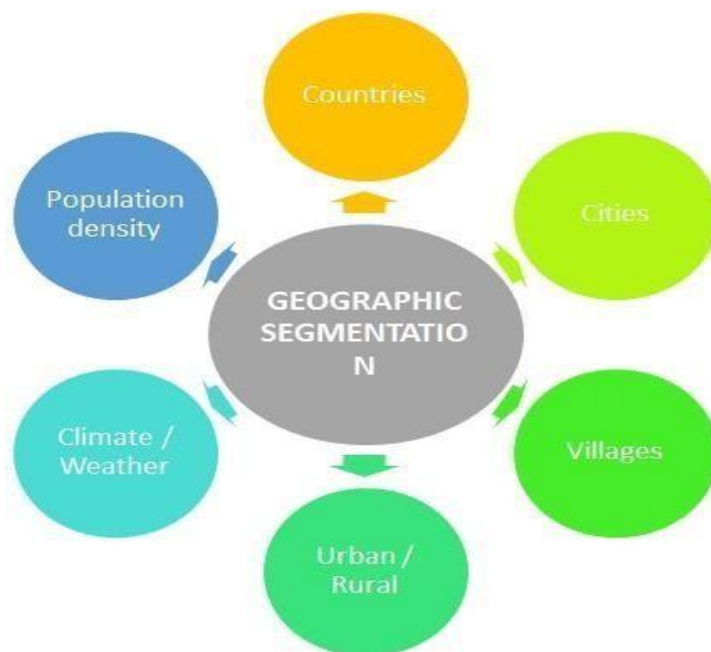 Countries
Population
density
Cities
GEOGRAPHIC
SEGMENTATIO
N
Climate /
Weather
Villages
Urban /
Rural